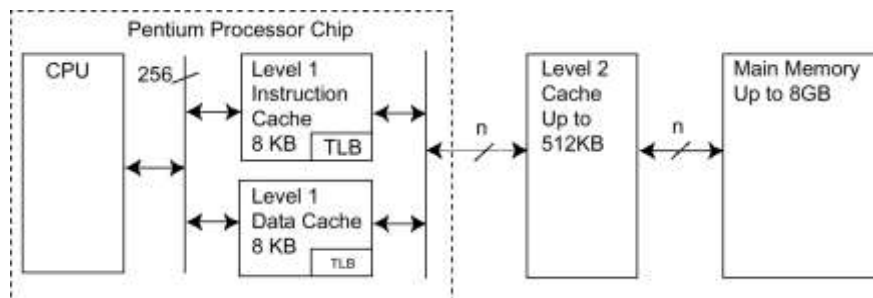 Pentium Processor Chip
CPU
256
Level 1
Instruction
Cache
8 KB
TLB
Level 1
Data Cache
8 KB
TLB
n
Level 2
Cache
Up to
512KB
n
Main Memory
Up to 8GB